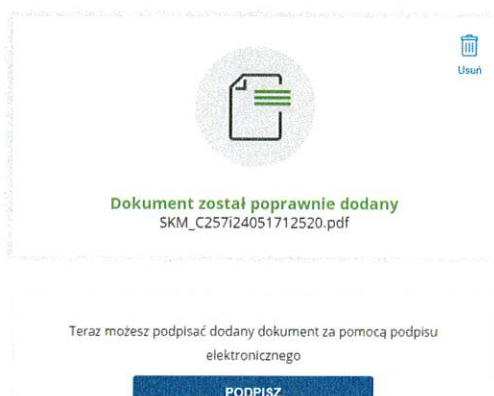 Usuń
Dokument został poprawnie dodany
SKM_C257i24051712520.pdf
Teraz możesz podpisać dodany dokument za pomocą podpisu
elektronicznego
PODPISZ